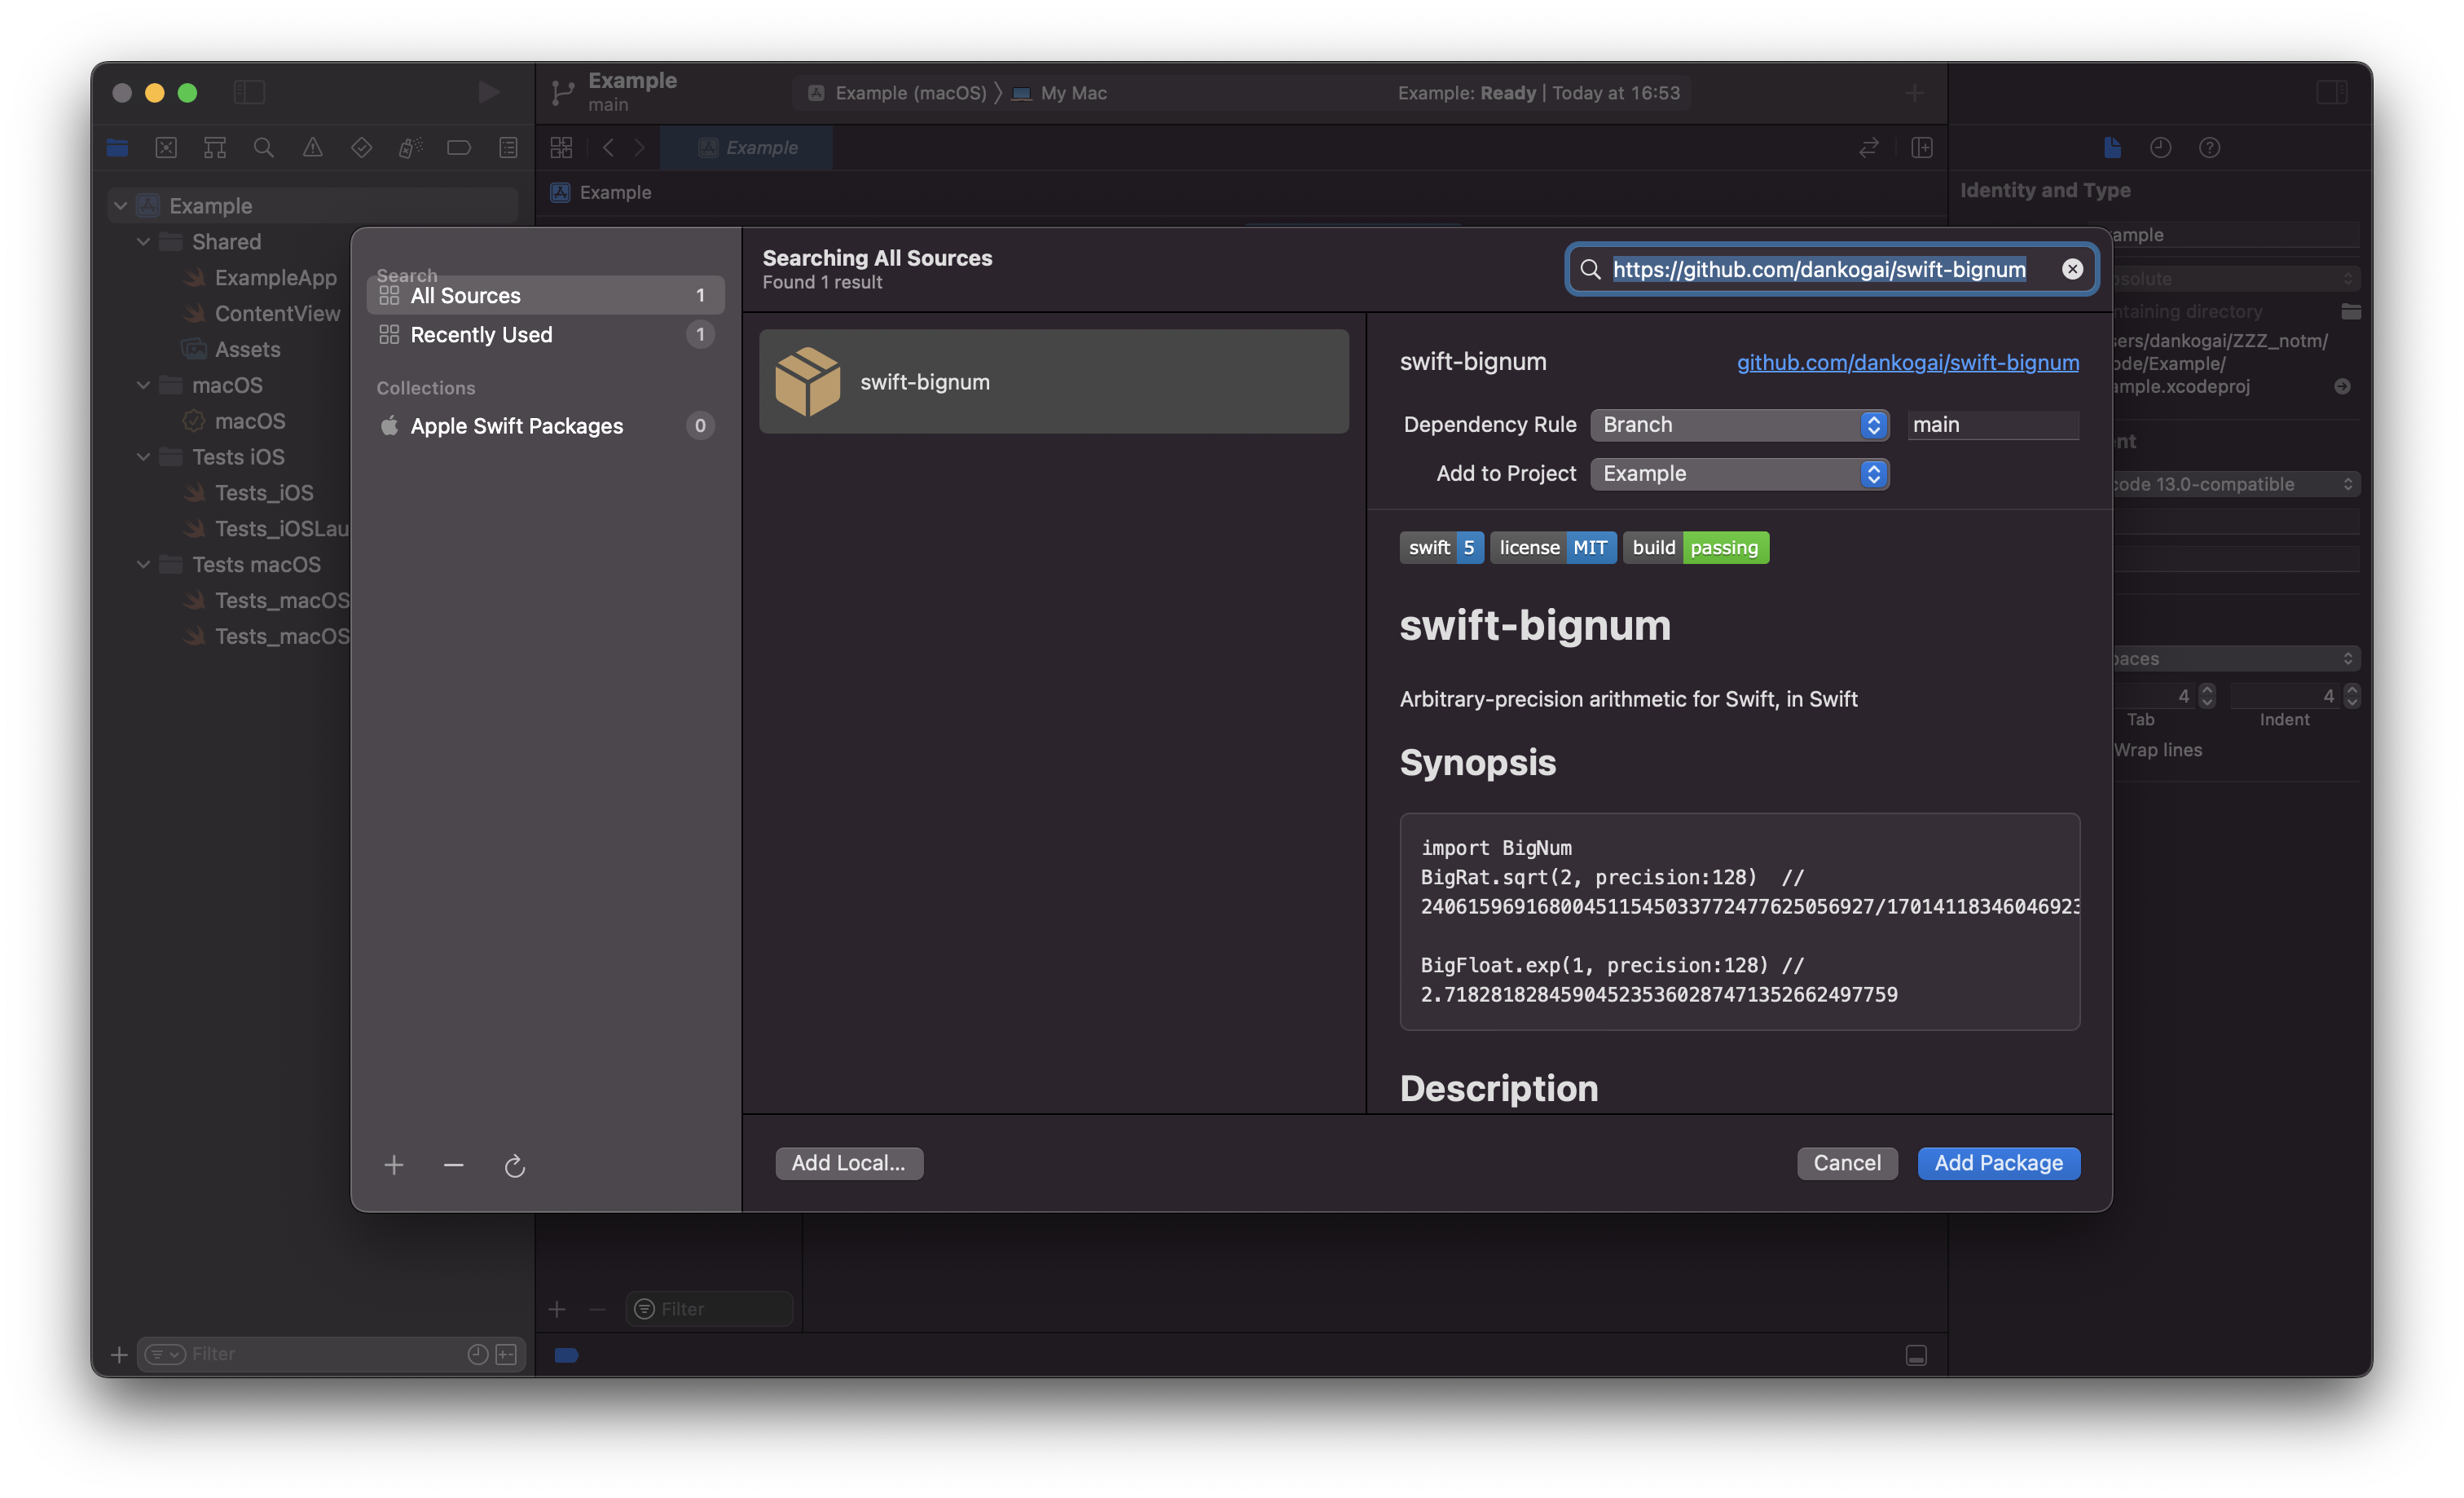 Example
main
Example (macOS) 〉 My Mac
Example: Ready | Today at 16:53
Example
Example
Example
Shared
ExampleApp
ContentView
Assets
macOS
macOS
Tests iOS
Tests_iOS
Tests_iOSLau
Tests macOS
Tests_macOS
Tests_macOS
Filter
Search
All Sources 1
Recently Used 1
Collections
Apple Swift Packages 0
Searching All Sources
Found 1 result
https://github.com/dankogai/swift-bignum
swift-bignum
swift-bignum github.com/dankogai/swift-bignum
Dependency Rule Branch main
Add to Project Example
swift 5 license MIT build passing
swift-bignum
Arbitrary-precision arithmetic for Swift, in Swift
Synopsis
import BigNum
BigRat.sqrt(2, precision:128) //
240615969168004511545033772477625056927/17014118346046923
BigFloat.exp(1, precision:128) //
2.718281828459045235360287471352662497759
Description
Add Local...
Cancel
Add Package
Filter
Identity and Type
ample
solute
ntaining directory
sers/dankogai/ZZZ_notm/
ode/Example/
ample.xcodeproj
nt
code 13.0-compatible
paces
4 4
Tab Indent
Wrap lines